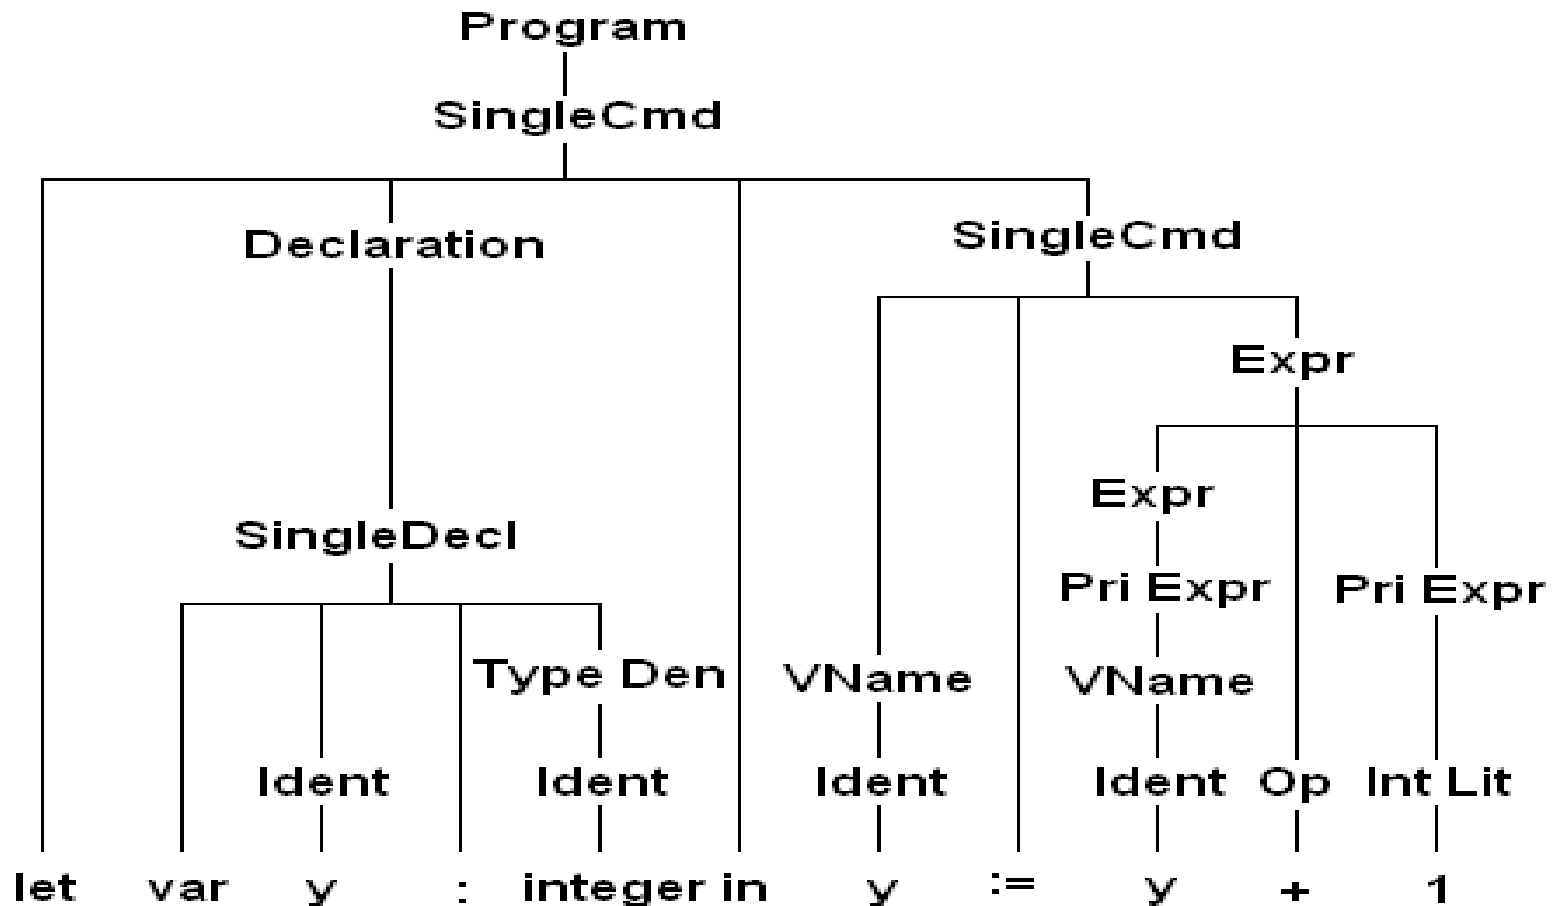 Program
SingleCmd
Declaration
SingleCmd
Expr
Expr
SingleDecl
Pri Expr Pri Expr
Type Den VName VName
Ident Ident Ident Ident Op Int Lit
let var y : integer in y := y + 1